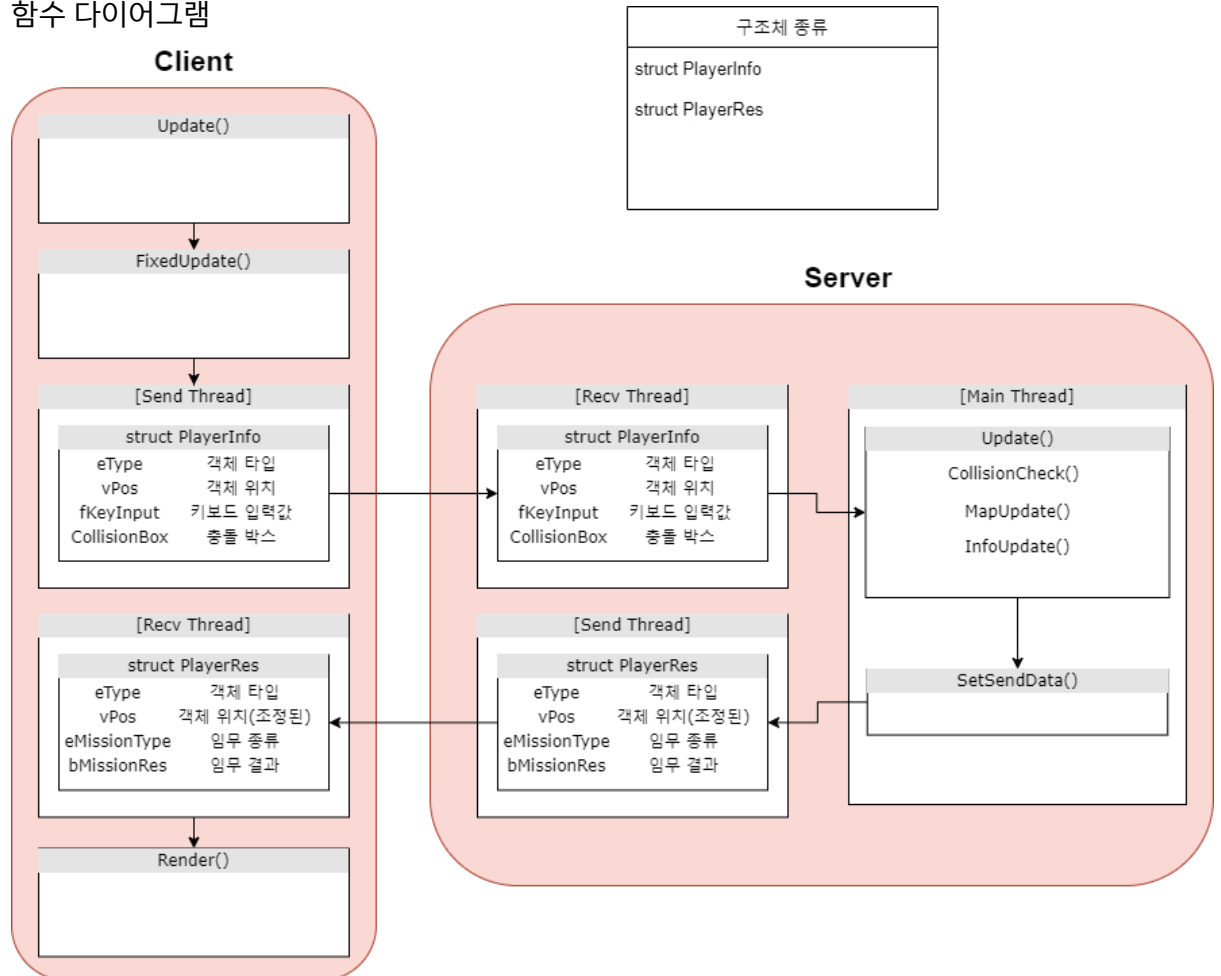 함수 다이어그램
구조체 종류
struct PlayerInfo
struct PlayerRes
Client
Update()
FixedUpdate()
[Send Thread]
struct PlayerInfo
eType 객체 타입
vPos 객체 위치
fKeyInput 키보드 입력값
CollisionBox 충돌 박스
[Recv Thread]
struct PlayerRes
eType 객체 타입
vPos 객체 위치(조정된)
eMissionType 임무 종류
bMissionRes 임무 결과
Render()
Server
[Recv Thread]
struct PlayerInfo
eType 객체 타입
vPos 객체 위치
fKeyInput 키보드 입력값
CollisionBox 충돌 박스
[Main Thread]
Update()
CollisionCheck()
MapUpdate()
InfoUpdate()
SetSendData()
[Send Thread]
struct PlayerRes
eType 객체 타입
vPos 객체 위치(조정된)
eMissionType 임무 종류
bMissionRes 임무 결과